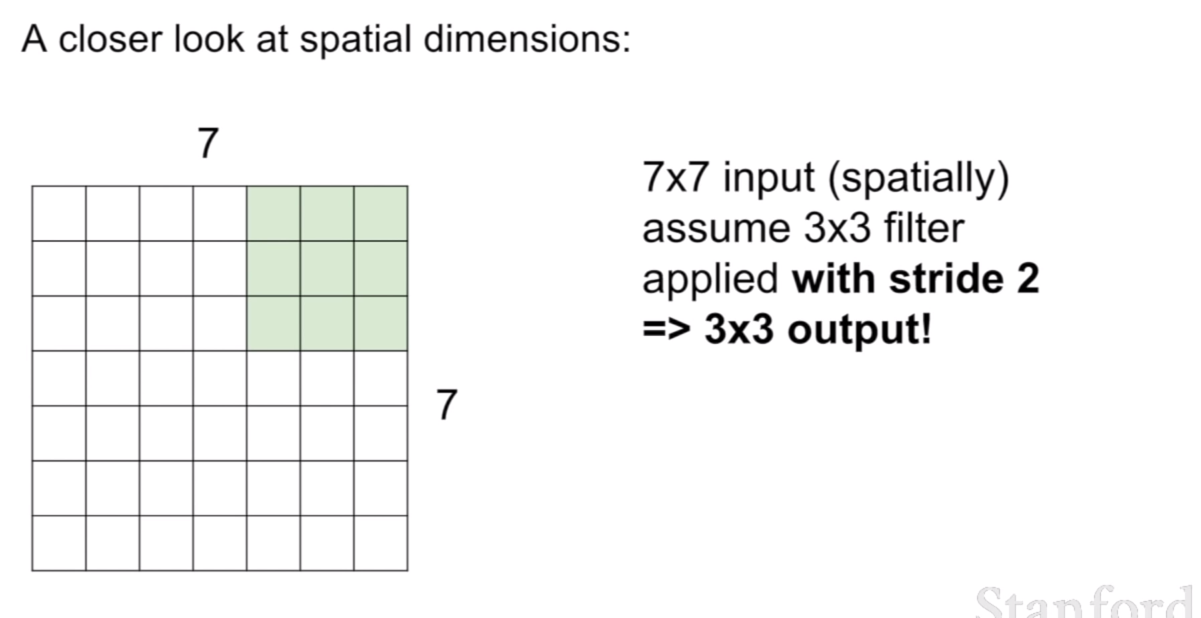 A closer look at spatial dimensions:
7
7x7 input (spatially)
assume 3x3 filter
applied with stride 2
=> 3x3 output!
7
Stanford